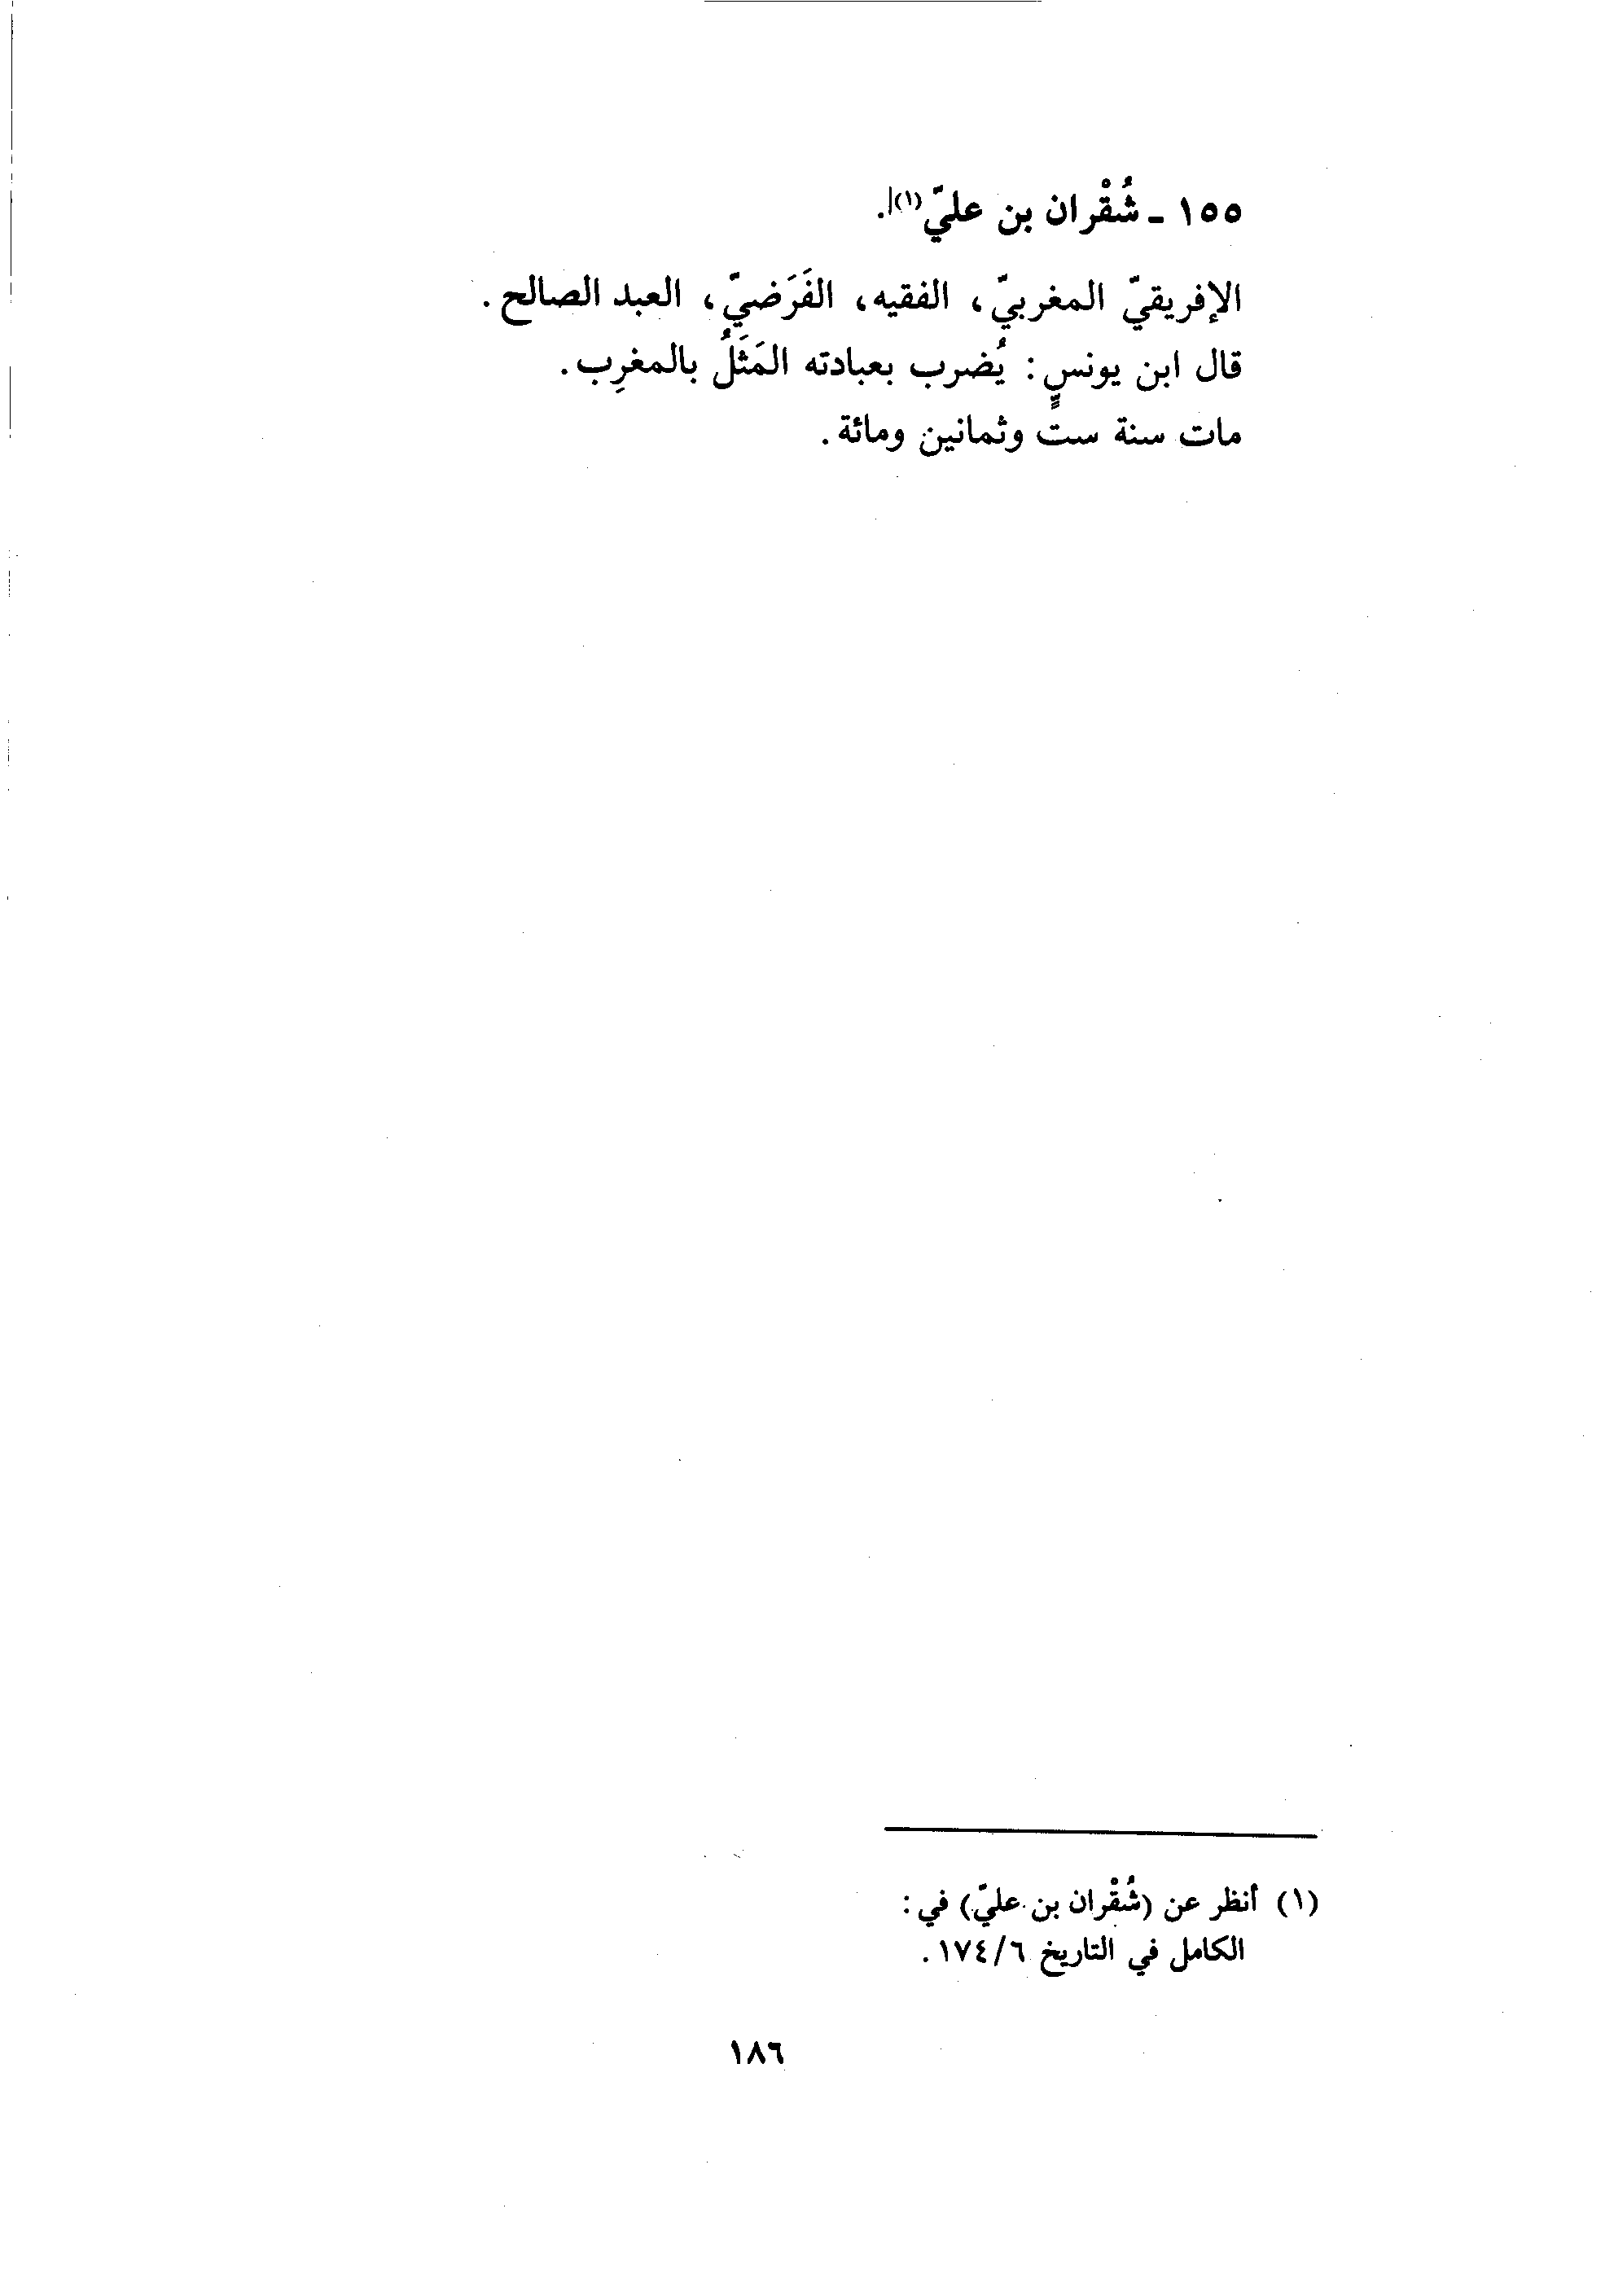 ١٥٥ - شُقْران بن عليّ(١).
الإفريقيّ المغربيّ، الفقيه، الفَرَضيّ، العبد الصالح.
قال ابن يونس: يُضرب بعبادته المَثَلُ بالمغرِب.
مات سنة ستٍّ وثمانين ومائة.
(١) أنظر عن (شُقْران بن عليّ) في:
الكامل في التاريخ ١٧٤/٦.
١٨٦